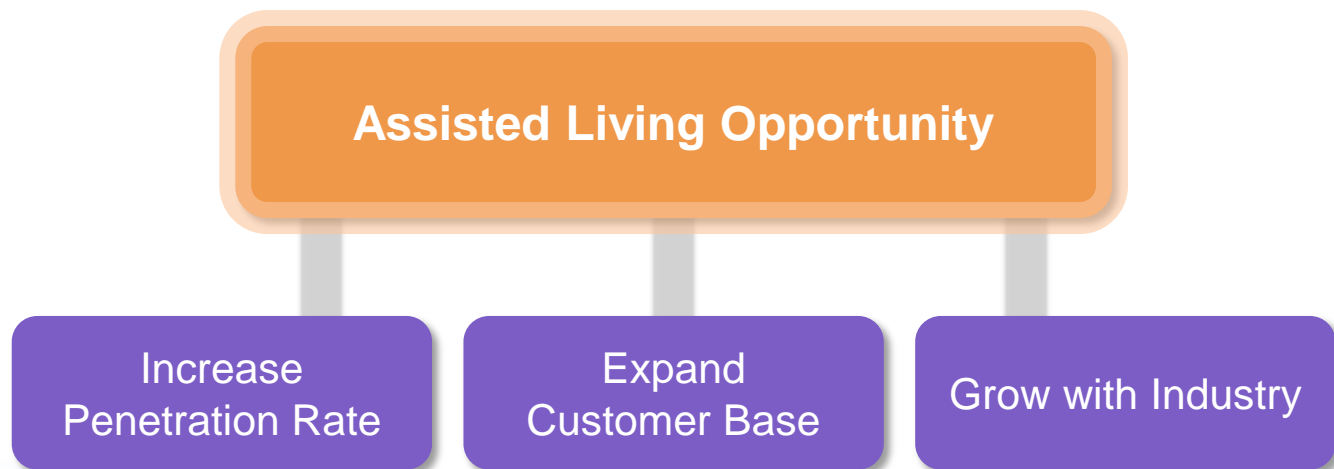 Assisted Living Opportunity
Increase
Penetration Rate
Expand
Customer Base
Grow with Industry